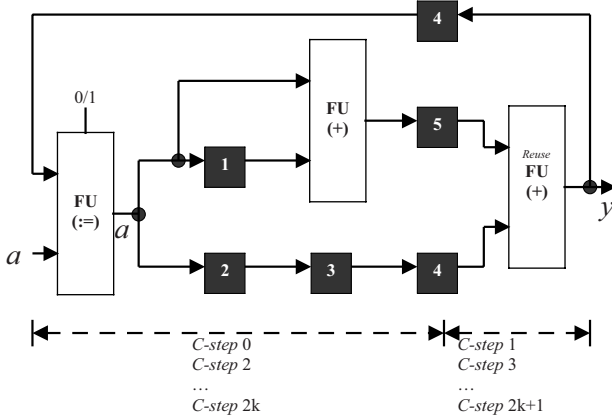 4
0/1
FU
(+)
5
Reuse
FU
(+)
1
FU
(:=)
a
y
a
2
3
4
C-step 0
C-step 2
...
C-step 2k
C-step 1
C-step 3
...
C-step 2k+1